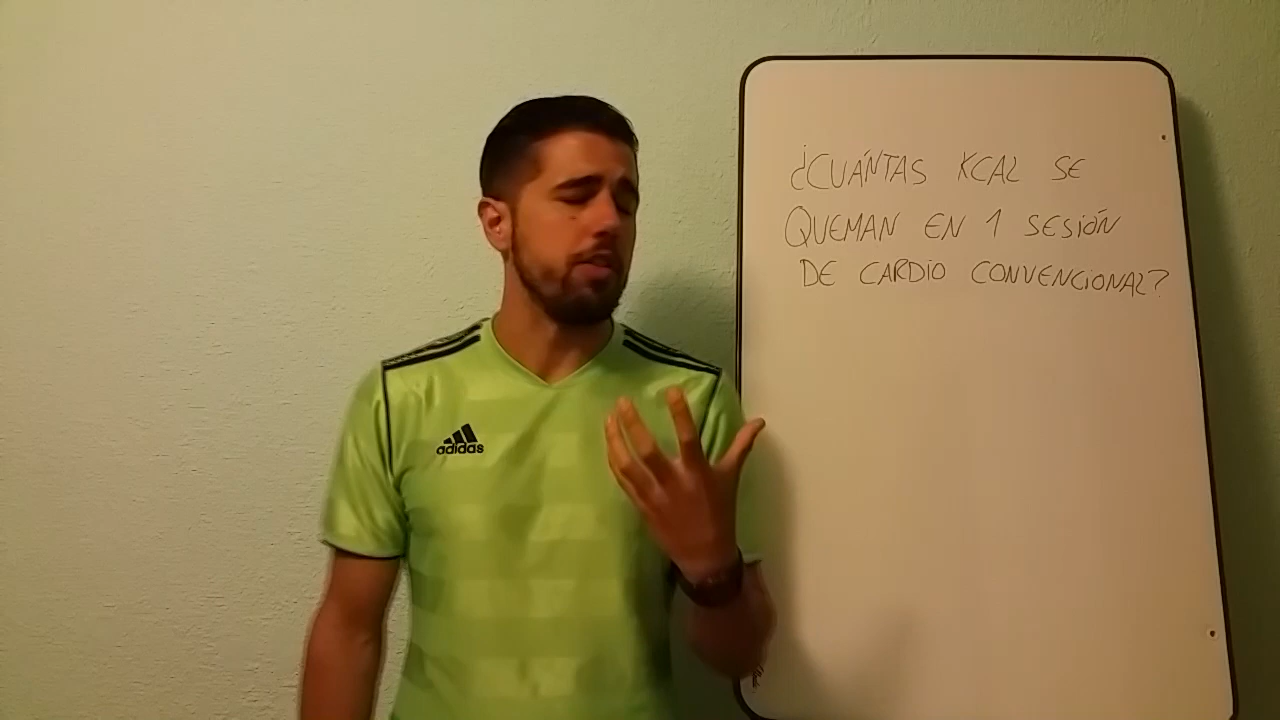 ¿CUÁNTAS KCAL SE
QUEMAN EN 1 SESIÓN
DE CARDIO CONVENCIONAL?
adidas